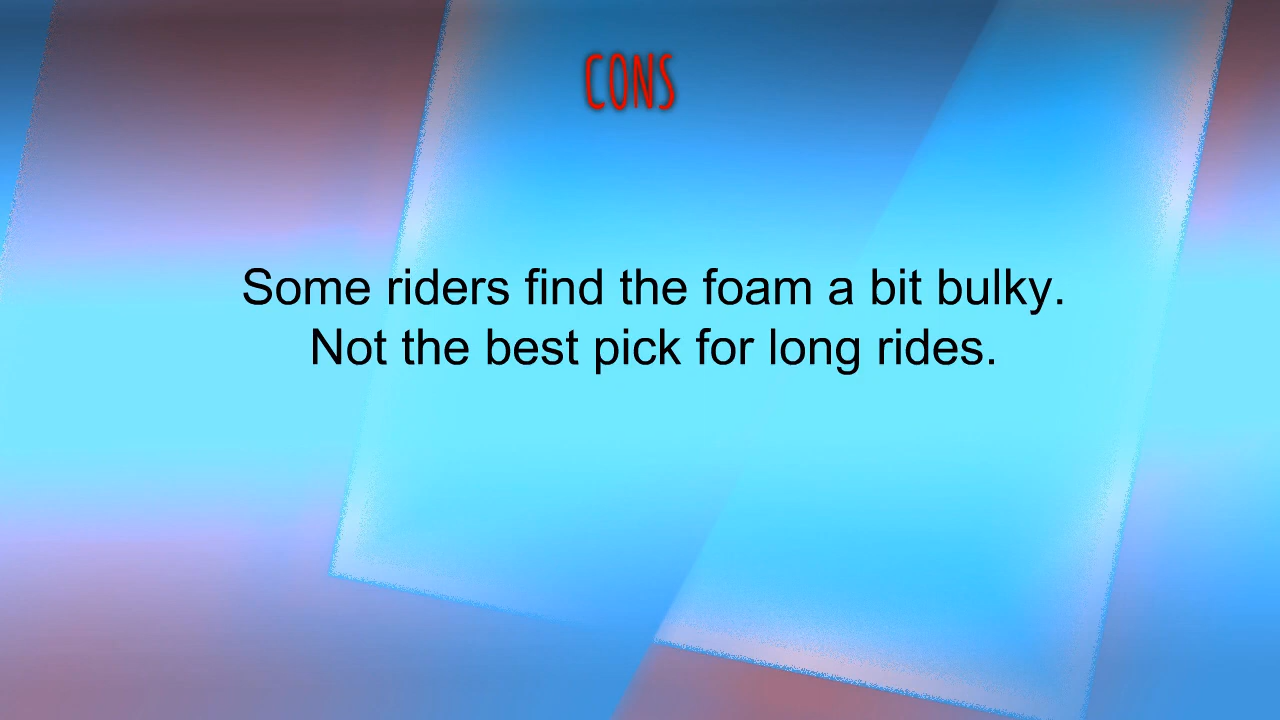 CONS
Some riders find the foam a bit bulky.
Not the best pick for long rides.